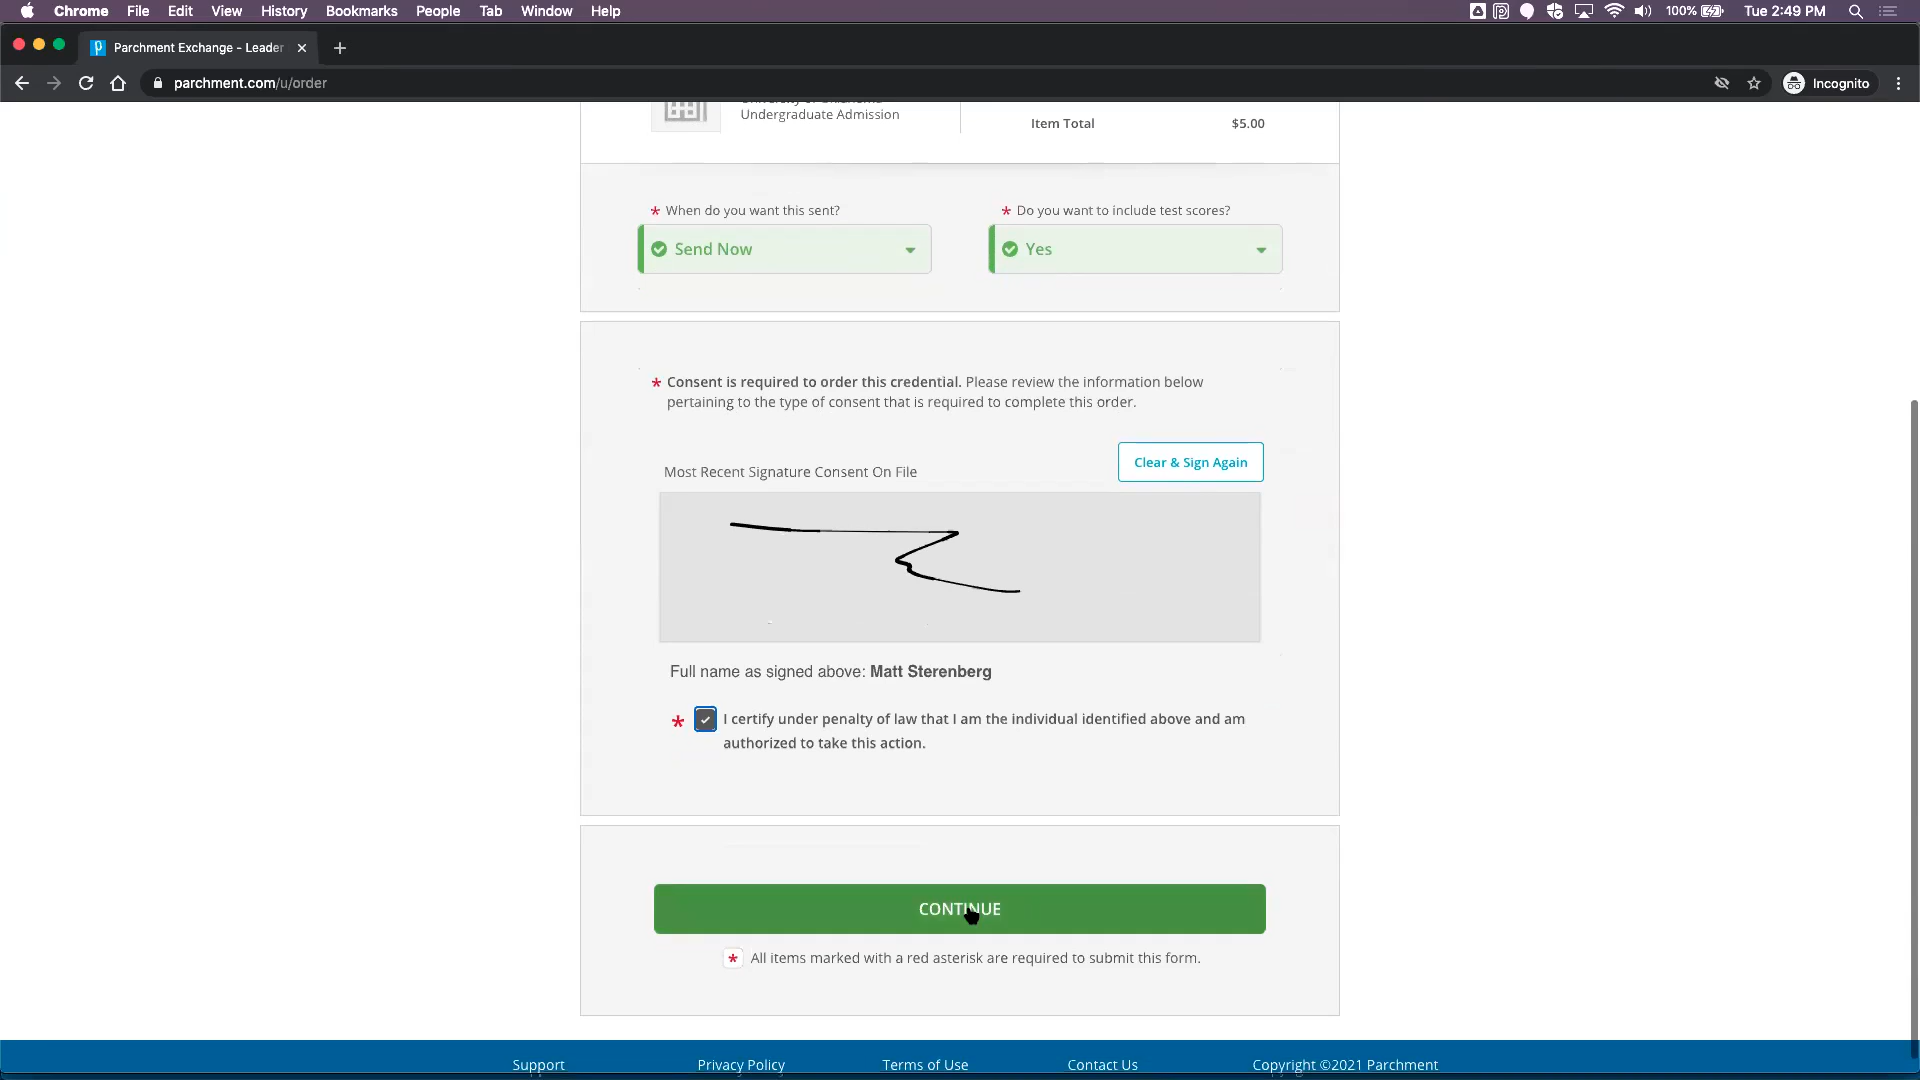 Chrome File Edit View History Bookmarks People Tab Window Help 100% Tue 2:49 PM
Parchment Exchange - Leader
parchment.com/u/order Incognito
University of Oklahoma
Undergraduate Admission
Item Total $5.00
* When do you want this sent? * Do you want to include test scores?
Send Now Yes
* Consent is required to order this credential. Please review the information below
pertaining to the type of consent that is required to complete this order.
Clear & Sign Again
Most Recent Signature Consent On File
Full name as signed above: Matt Sterenberg
* I certify under penalty of law that I am the individual identified above and am
authorized to take this action.
CONTINUE
* All items marked with a red asterisk are required to submit this form.
Support Privacy Policy Terms of Use Contact Us Copyright ©2021 Parchment